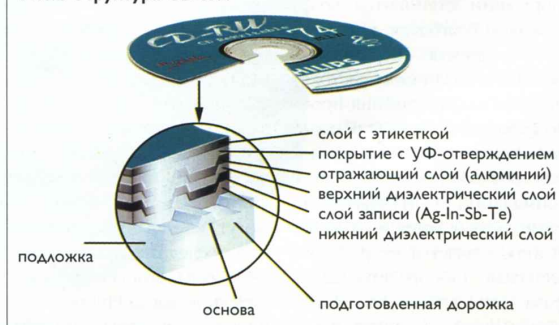 CD-RW
74
PHILIPS
слой с этикеткой
покрытие с УФ-отверждением
отражающий слой (алюминий)
верхний диэлектрический слой
слой записи (Ag-In-Sb-Te)
нижний диэлектрический слой
подложка
основа
подготовленная дорожка